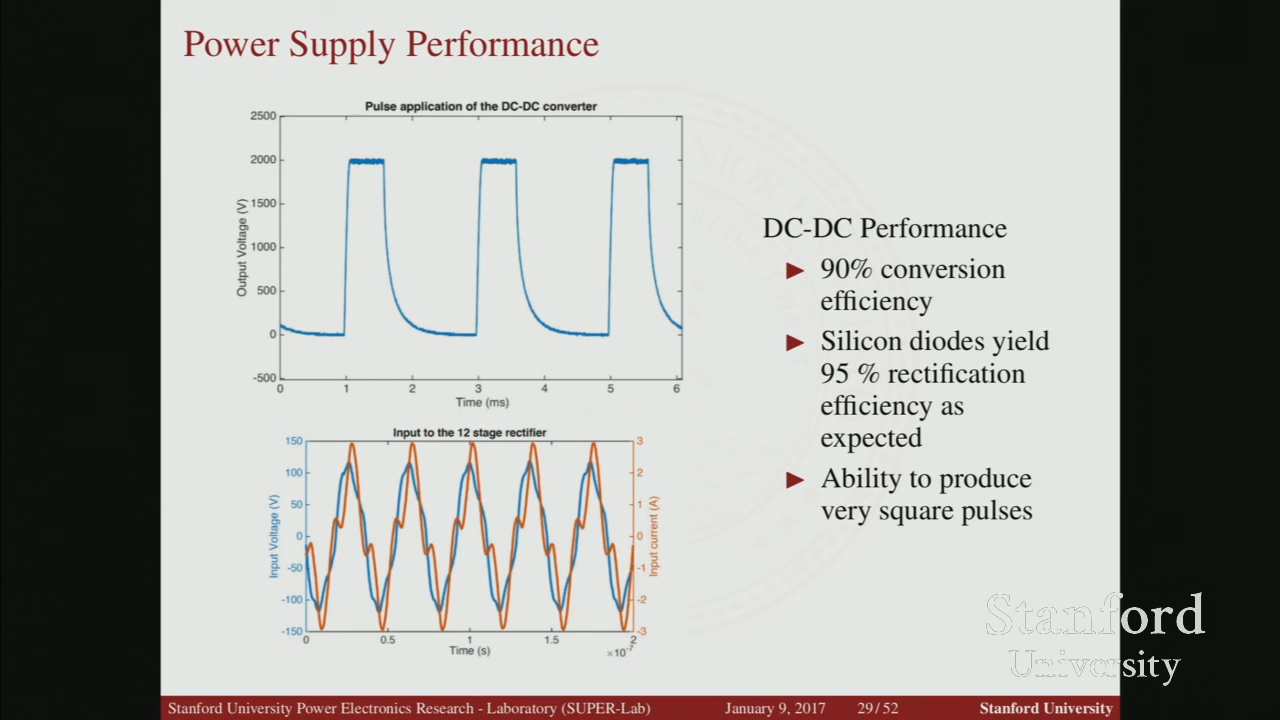 Power Supply Performance
Pulse application of the DC-DC converter
2500
2000
1500
1000
500
0
-500
Output Voltage (V)
0 1 2 3 4 5 6
Time (ms)
Input to the 12 stage rectifier
150
100
50
0
-50
-100
-150
Input Voltage (V)
3
2
1
0
-1
-2
-3
Input current (A)
0 0.5 1 1.5 2
×10⁻⁷
Time (s)
DC-DC Performance
90% conversion
efficiency
Silicon diodes yield
95 % rectification
efficiency as
expected
Ability to produce
very square pulses
Stanford
University
Stanford University Power Electronics Research - Laboratory (SUPER-Lab) January 9, 2017 29/52 Stanford University